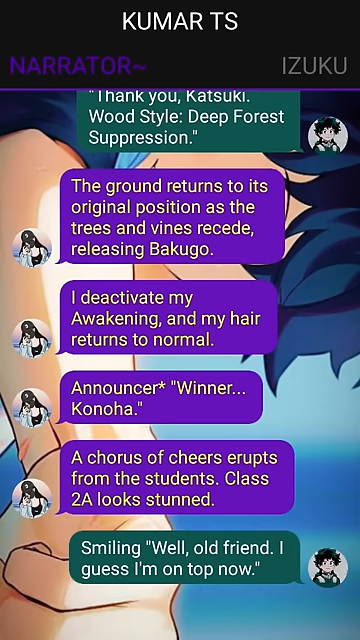 KUMAR TS
NARRATOR~ IZUKU
"Thank you, Katsuki.
Wood Style: Deep Forest
Suppression."
The ground returns to its
original position as the
trees and vines recede,
releasing Bakugo.
I deactivate my
Awakening, and my hair
returns to normal.
Announcer* "Winner...
Konoha."
A chorus of cheers erupts
from the students. Class
2A looks stunned.
Smiling "Well, old friend. I
guess I'm on top now."